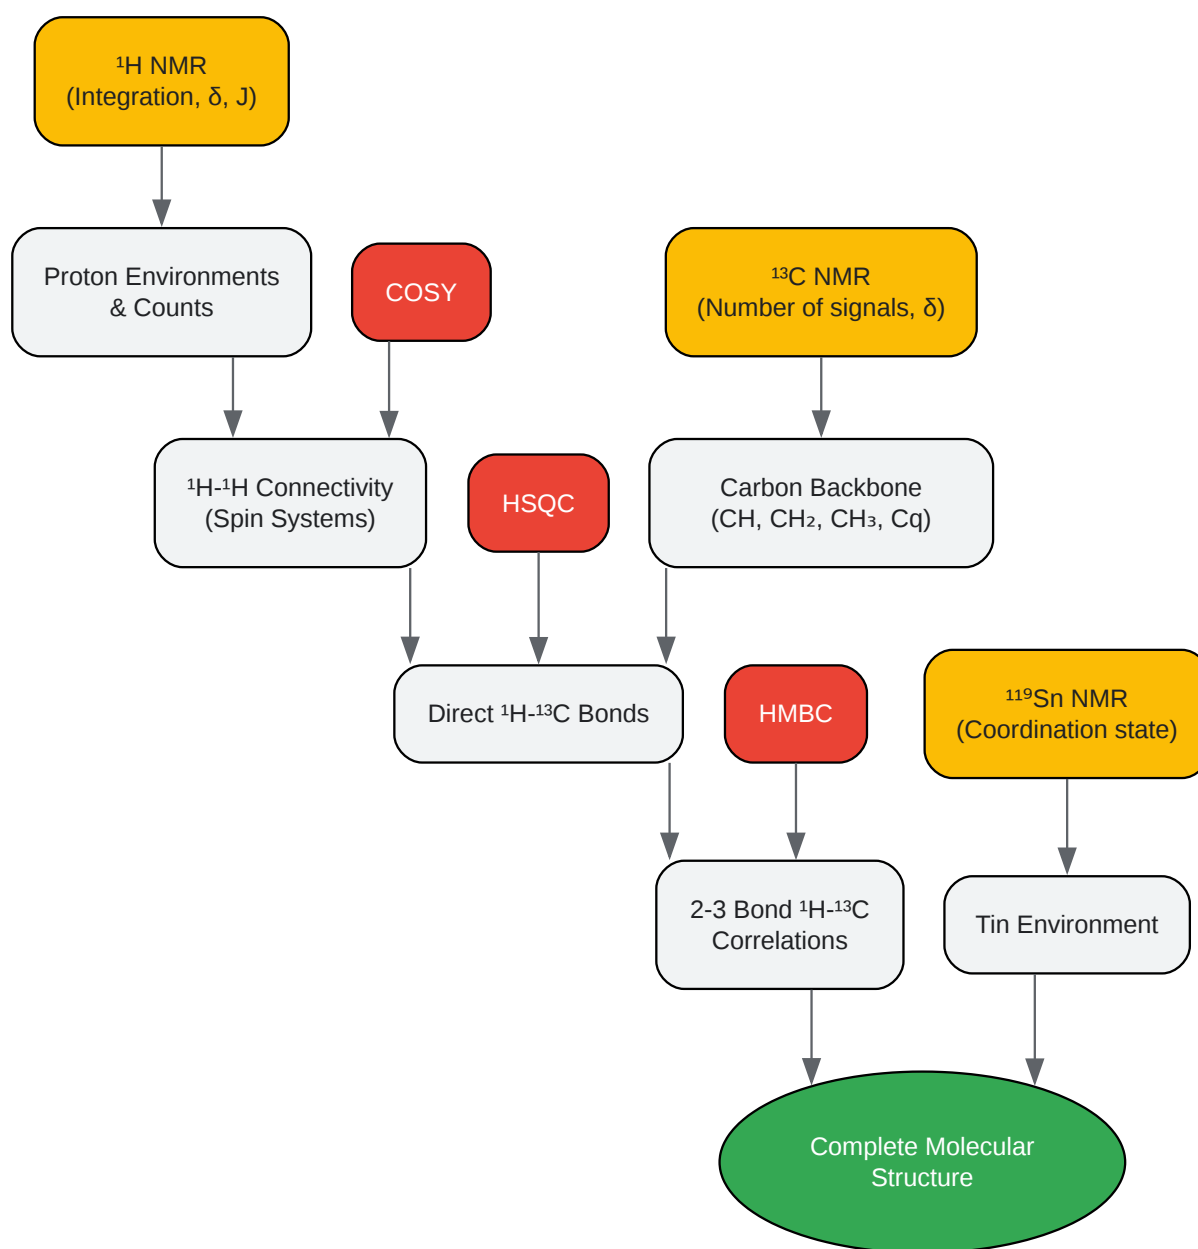 ¹H NMR
(Integration, δ, J)
Proton Environments
& Counts
COSY
¹³C NMR
(Number of signals, δ)
¹H-¹H Connectivity
(Spin Systems)
HSQC
Carbon Backbone
(CH, CH₂, CH₃, Cq)
Direct ¹H-¹³C Bonds
HMBC
¹¹⁹Sn NMR
(Coordination state)
2-3 Bond ¹H-¹³C
Correlations
Tin Environment
Complete Molecular
Structure